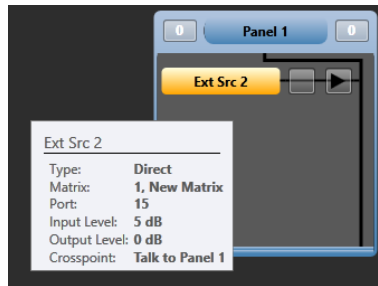 0 Panel 1 0
Ext Src 2
Ext Src 2
Type: Direct
Matrix: 1, New Matrix
Port: 15
Input Level: 5 dB
Output Level: 0 dB
Crosspoint: Talk to Panel 1